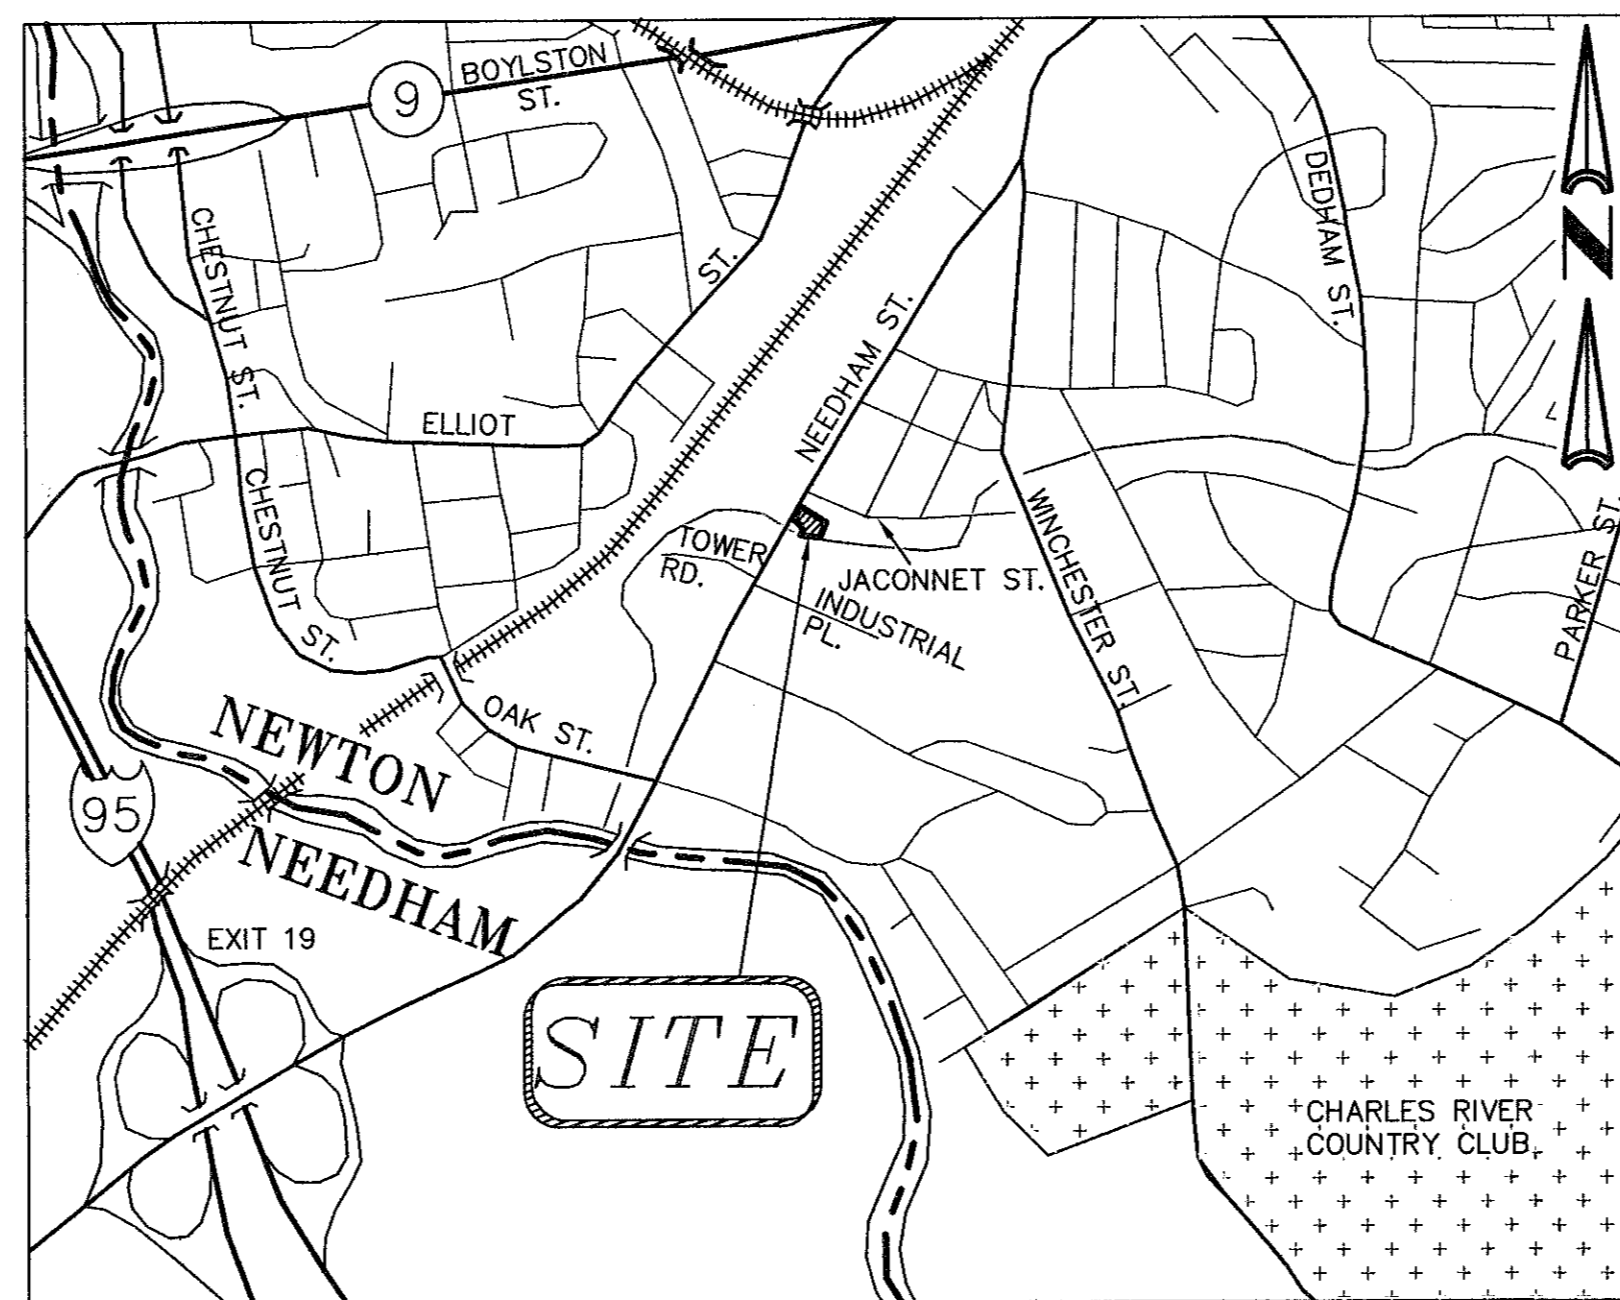 BOYLSTON
ST.
9
N
CHESTNUT ST.
DEDHAM ST.
ST.
NEEDHAM ST.
ELLIOT
CHESTNUT ST.
WINCHESTER ST.
PARKER ST.
TOWER
RD.
JACONNET ST.
INDUSTRIAL
PL.
OAK ST.
NEWTON
NEEDHAM
95
EXIT 19
SITE
CHARLES RIVER
COUNTRY CLUB